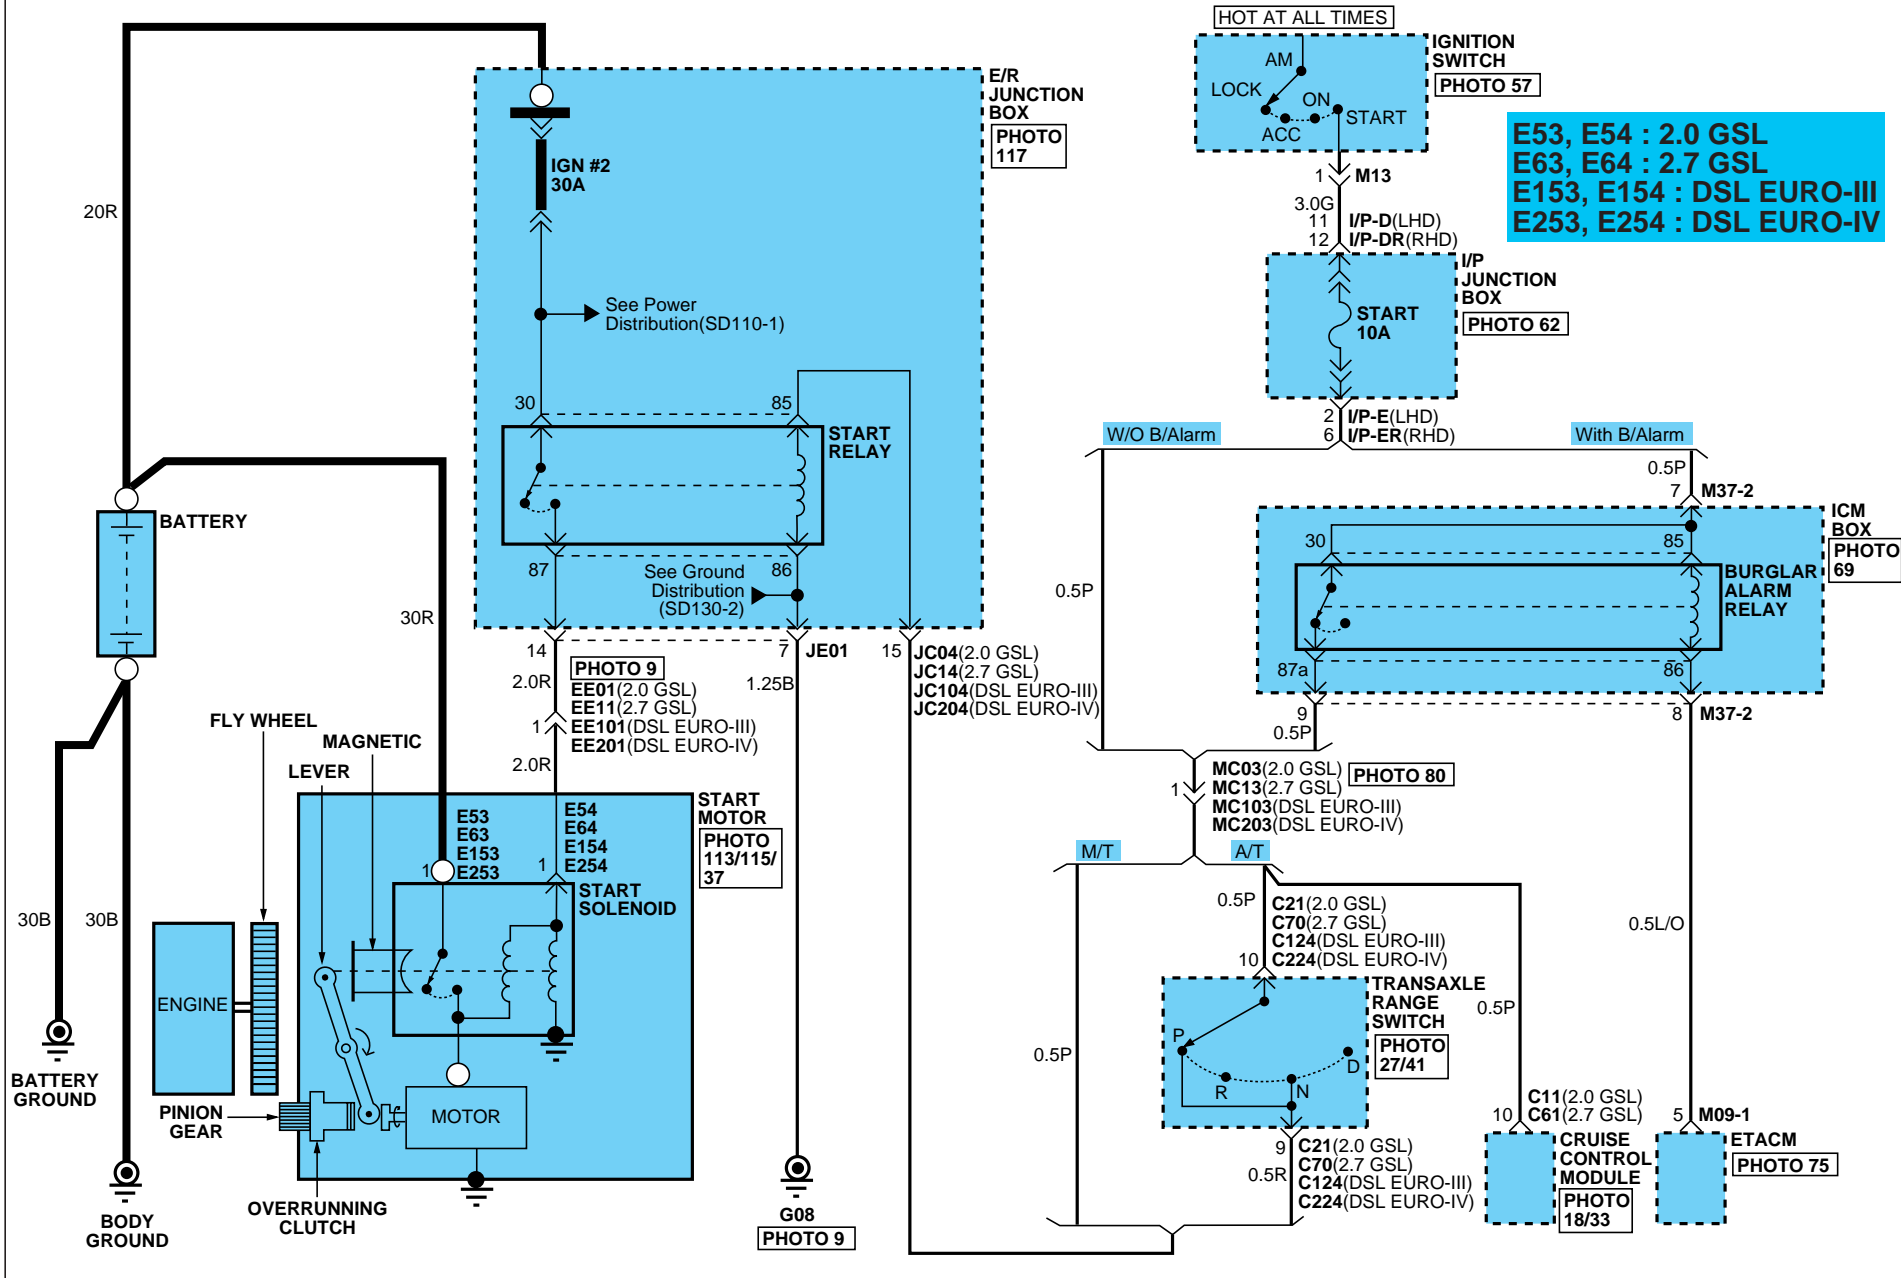 HOT AT ALL TIMES
IGNITION
SWITCH
PHOTO 57
AM
LOCK
ON
START
ACC
1
M13
3.0G
11
I/P-D(LHD)
12
I/P-DR(RHD)
E53, E54 : 2.0 GSL
E63, E64 : 2.7 GSL
E153, E154 : DSL EURO-III
E253, E254 : DSL EURO-IV
I/P
JUNCTION
BOX
PHOTO 62
START
10A
2
I/P-E(LHD)
6
I/P-ER(RHD)
W/O B/Alarm
With B/Alarm
0.5P
7
M37-2
ICM
BOX
PHOTO
69
30
85
BURGLAR
ALARM
RELAY
87a
86
9
0.5P
8
M37-2
0.5P
E/R
JUNCTION
BOX
PHOTO
117
IGN #2
30A
20R
See Power
Distribution(SD110-1)
30
85
START
RELAY
87
86
See Ground
Distribution
(SD130-2)
BATTERY
30R
14
7
JE01
15
JC04(2.0 GSL)
JC14(2.7 GSL)
JC104(DSL EURO-III)
JC204(DSL EURO-IV)
PHOTO 9
2.0R
EE01(2.0 GSL)
EE11(2.7 GSL)
1
EE101(DSL EURO-III)
EE201(DSL EURO-IV)
2.0R
1.25B
FLY WHEEL
MAGNETIC
LEVER
START
MOTOR
PHOTO
113/115/
37
E53
E63
E153
1
E253
E54
E64
E154
1
E254
START
SOLENOID
30B
30B
ENGINE
BATTERY
GROUND
PINION
GEAR
MOTOR
OVERRUNNING
CLUTCH
BODY
GROUND
G08
PHOTO 9
MC03(2.0 GSL)
PHOTO 80
1
MC13(2.7 GSL)
MC103(DSL EURO-III)
MC203(DSL EURO-IV)
M/T
A/T
0.5P
C21(2.0 GSL)
C70(2.7 GSL)
C124(DSL EURO-III)
10
C224(DSL EURO-IV)
0.5L/O
TRANSAXLE
RANGE
SWITCH
PHOTO
27/41
0.5P
0.5P
P
R
N
D
9
C21(2.0 GSL)
C70(2.7 GSL)
0.5R
C124(DSL EURO-III)
C224(DSL EURO-IV)
C11(2.0 GSL)
10
C61(2.7 GSL)
CRUISE
CONTROL
MODULE
PHOTO
18/33
5
M09-1
ETACM
PHOTO 75